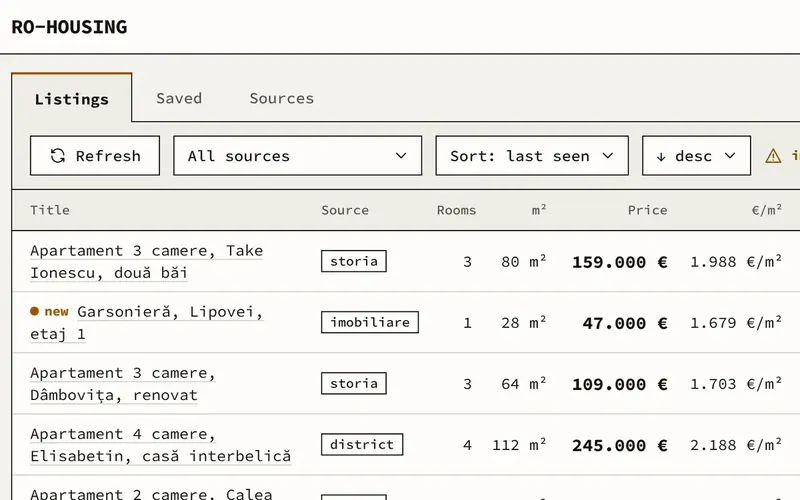 RO-HOUSING
Listings Saved Sources
Refresh All sources Sort: last seen ↓ desc
Title Source Rooms m² Price €/m²
Apartament 3 camere, Take
Ionescu, două băi storia 3 80 m² 159.000 € 1.988 €/m²
new Garsonieră, Lipovei,
etaj 1 imobiliare 1 28 m² 47.000 € 1.679 €/m²
Apartament 3 camere,
Dâmbovița, renovat storia 3 64 m² 109.000 € 1.703 €/m²
Apartament 4 camere,
Elisabetin, casă interbelică district 4 112 m² 245.000 € 2.188 €/m²
Apartament 2 camere, Calea